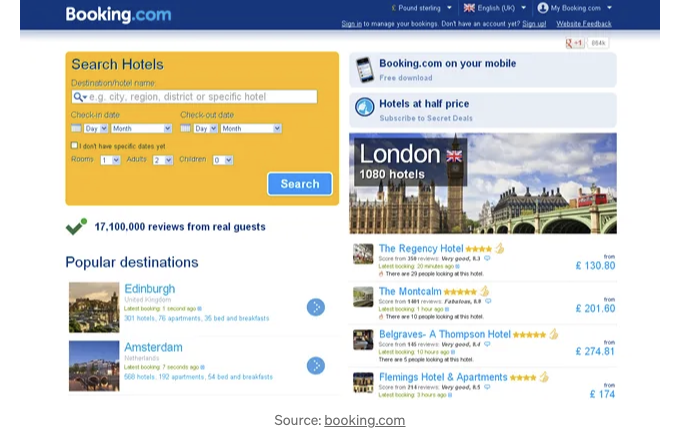 Booking.com
£ Pound sterling English (UK) My Booking.com
Sign in to manage your bookings. Don't have an account yet? Sign up! Website Feedback
+1 864k
Search Hotels
Destination/hotel name:
e.g. city, region, district or specific hotel
Check-in date Check-out date
Day Month Day Month
I don't have specific dates yet
Rooms 1 Adults 2 Children 0
Search
17,100,000 reviews from real guests
Popular destinations
Edinburgh
United Kingdom
Latest booking: 1 second ago
301 hotels, 76 apartments, 35 bed and breakfasts
Amsterdam
Netherlands
Latest booking: 7 seconds ago
568 hotels, 192 apartments, 54 bed and breakfasts
Booking.com on your mobile
Free download
Hotels at half price
Subscribe to Secret Deals
London
1080 hotels
The Regency Hotel
Score from 359 reviews: Very good, 8.3
Latest booking: 20 minutes ago
There are 29 people looking at this hotel.
from
£ 130.80
The Montcalm
Score from 1401 reviews: Fabulous, 8.9
Latest booking: 1 hour ago
There are 10 people looking at this hotel.
from
£ 201.60
Belgraves- A Thompson Hotel
Score from 145 reviews: Very good, 8.4
Latest booking: 10 hours ago
There are 5 people looking at this hotel.
from
£ 274.81
Flemings Hotel & Apartments
Score from 214 reviews: Very good, 8.5
Latest booking: 3 hours ago
from
£ 174
Source: booking.com